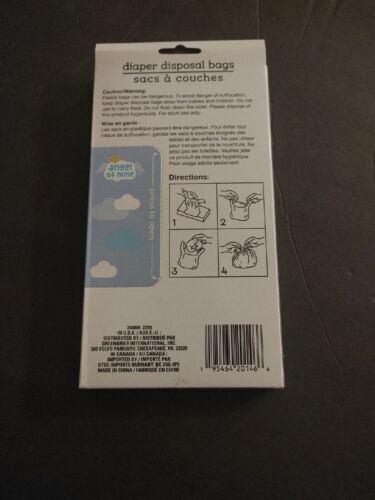 diaper disposal bags
sacs à couches
Caution/Warning:
Plastic bags can be dangerous. To avoid danger of suffocation,
keep diaper disposal bags away from babies and children. Do not
use to carry food. Do not flush down the toilet. Please dispose of
this product hygienically. For adult use only.
Mise en garde :
Les sacs en plastique peuvent être dangereux. Pour éviter tout
risque de suffocation, gardez les sacs à couches éloignés des
bébés et des enfants. Ne pas utiliser
pour transporter de la nourriture. Ne
jetez pas les toilettes. Veuillez jeter
ce produit de manière hygiénique.
Pour usage adulte seulement.
angel
of mine
press to open
Directions:
1
2
3
4
2209
IN U.S.A. / AUX É.-U. :
DISTRIBUTED BY / DISTRIBUÉ PAR
GREENBRIER INTERNATIONAL, INC.
500 VOLVO PARKWAY, CHESAPEAKE, VA 23320
IN CANADA / AU CANADA :
IMPORTED BY / IMPORTÉ PAR
DTSC IMPORTS BURNABY, BC V5G 4P3
MADE IN CHINA / FABRIQUÉ EN CHINE
1 95464 20146 6